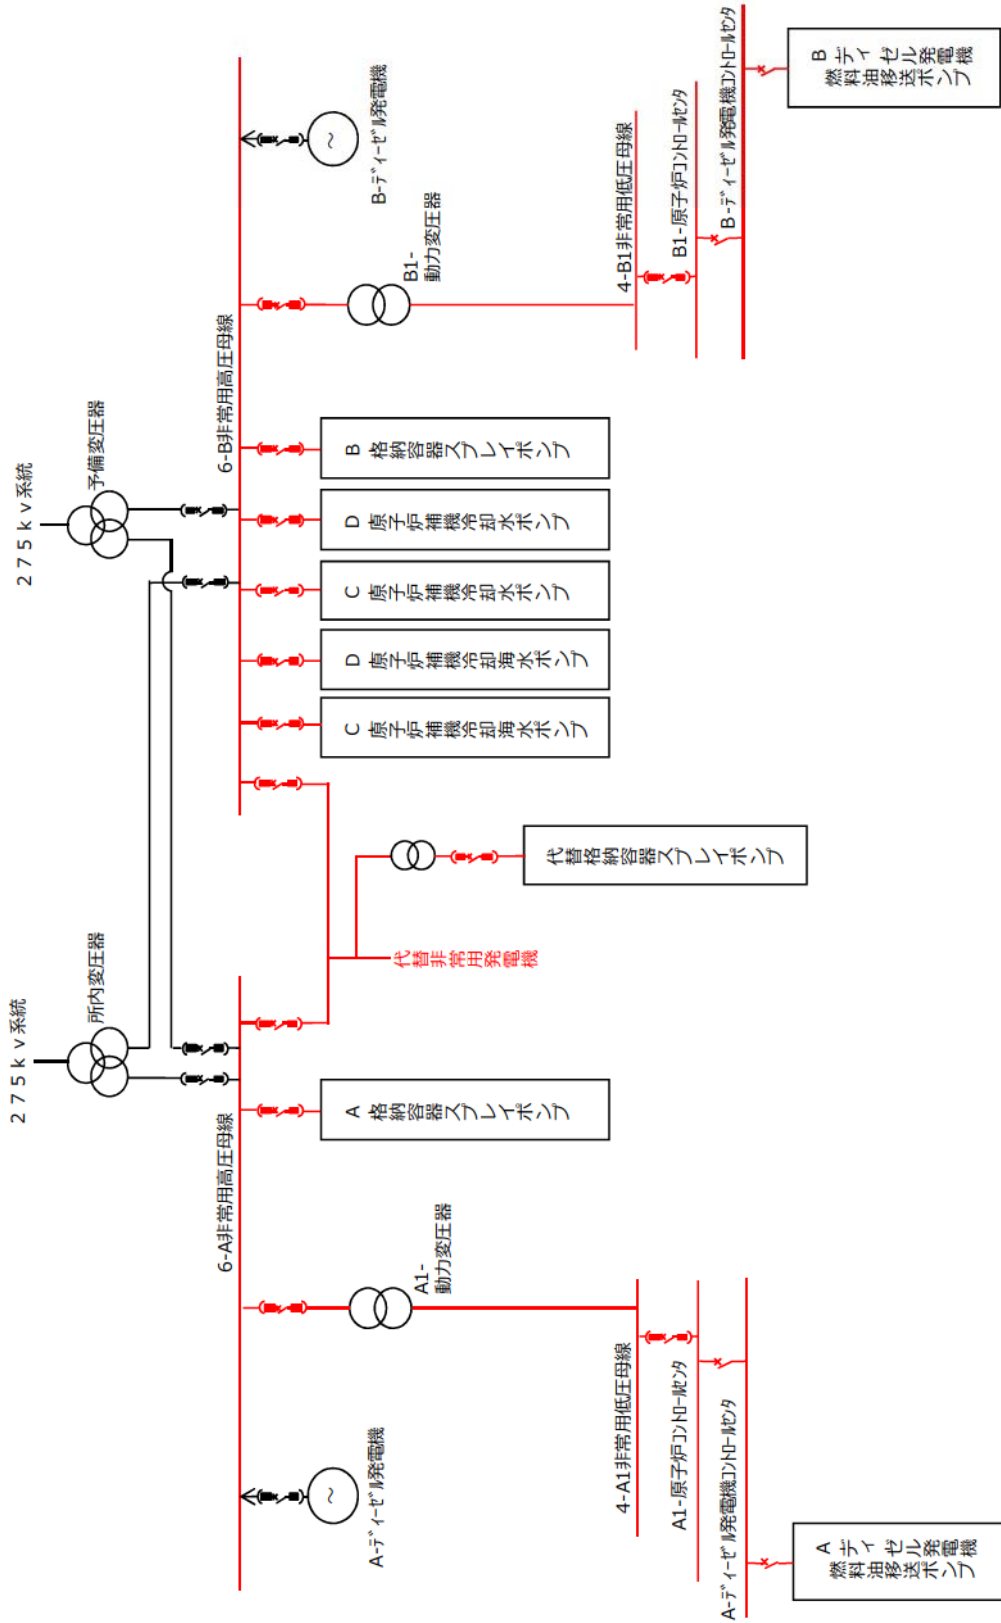 275kv系統
275kv系統
所内変圧器
予備変圧器
6-A非常用高圧母線
6-B非常用高圧母線
A-ディーゼル発電機
A1-
動力変圧器
A格納容器スプレイポンプ
代替非常用発電機
代替格納容器スプレイポンプ
C原子炉補機冷却海水ポンプ
D原子炉補機冷却海水ポンプ
C原子炉補機冷却水ポンプ
D原子炉補機冷却水ポンプ
B格納容器スプレイポンプ
B1-
動力変圧器
B-ディーゼル発電機
4-A1非常用低圧母線
4-B1非常用低圧母線
A1-原子炉コントロールセンタ
B1-原子炉コントロールセンタ
A-ディーゼル発電機コントロールセンタ
B-ディーゼル発電機コントロールセンタ
Aディゼル発電機
燃料油移送ポンプ
Bディゼル発電機
燃料油移送ポンプ